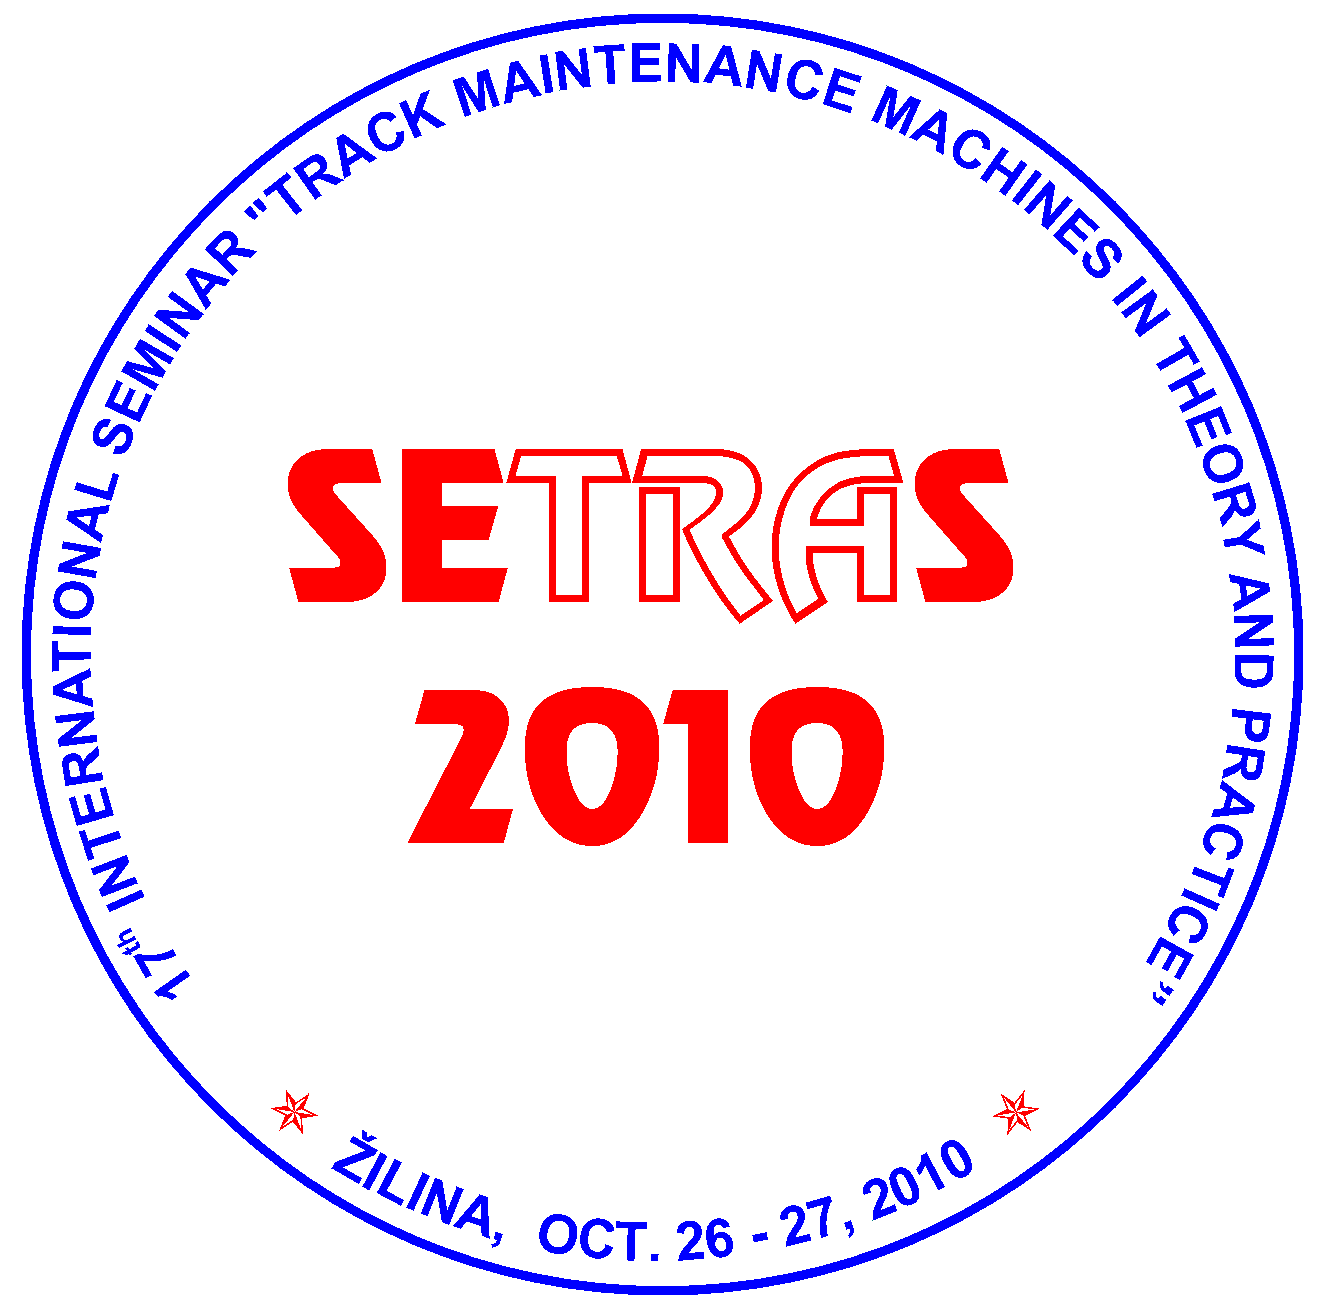 17th INTERNATIONAL SEMINAR "TRACK MAINTENANCE MACHINES IN THEORY AND PRACTICE“
SETRAS
2010
ŽILINA, OCT. 26 - 27, 2010